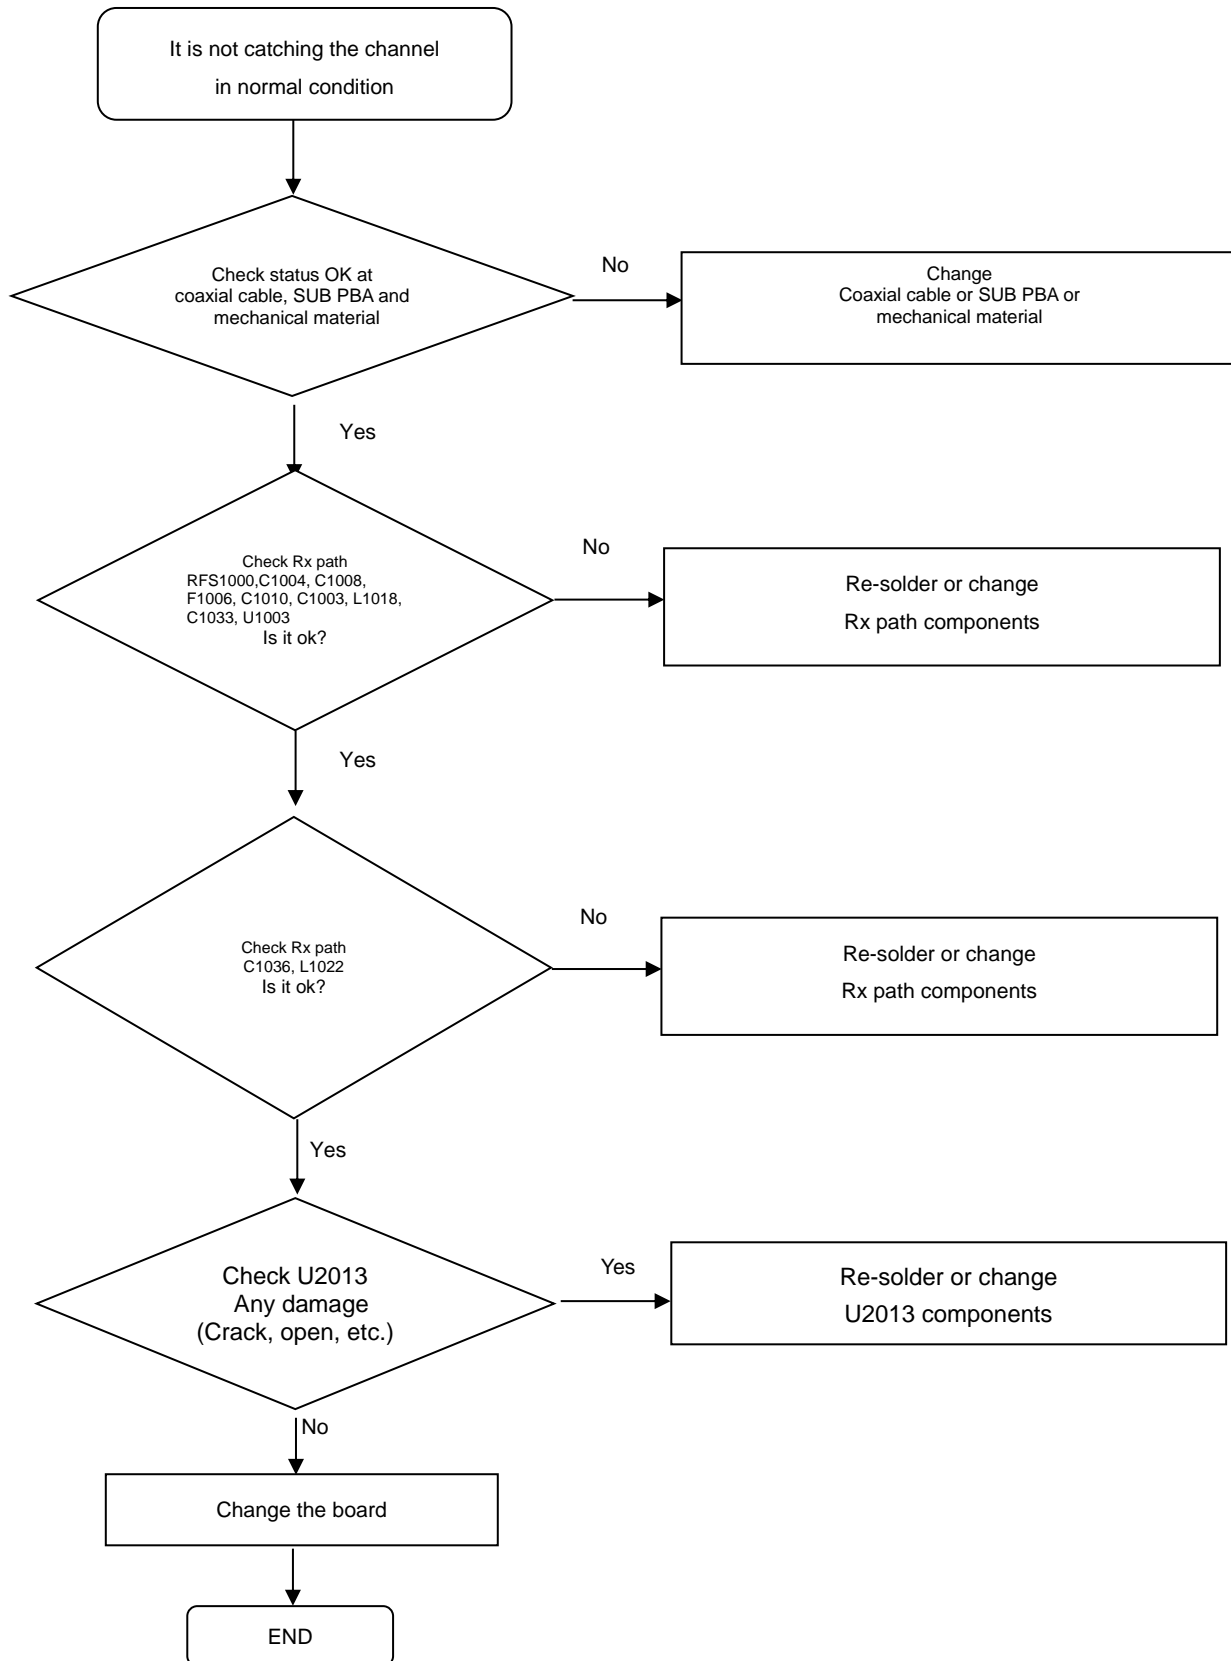 It is not catching the channel
in normal condition
Check status OK at
coaxial cable, SUB PBA and
mechanical material
No
Change
Coaxial cable or SUB PBA or
mechanical material
Yes
Check Rx path
RFS1000,C1004, C1008,
F1006, C1010, C1003, L1018,
C1033, U1003
Is it ok?
No
Re-solder or change
Rx path components
Yes
Check Rx path
C1036, L1022
Is it ok?
No
Re-solder or change
Rx path components
Yes
Check U2013
Any damage
(Crack, open, etc.)
Yes
Re-solder or change
U2013 components
No
Change the board
END